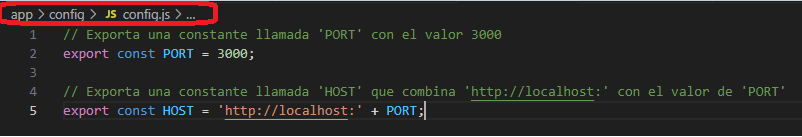 app > config > JS config.js > ...
1 // Exporta una constante llamada 'PORT' con el valor 3000
2 export const PORT = 3000;
3
4 // Exporta una constante llamada 'HOST' que combina 'http://localhost:' con el valor de 'PORT'
5 export const HOST = 'http://localhost:' + PORT;